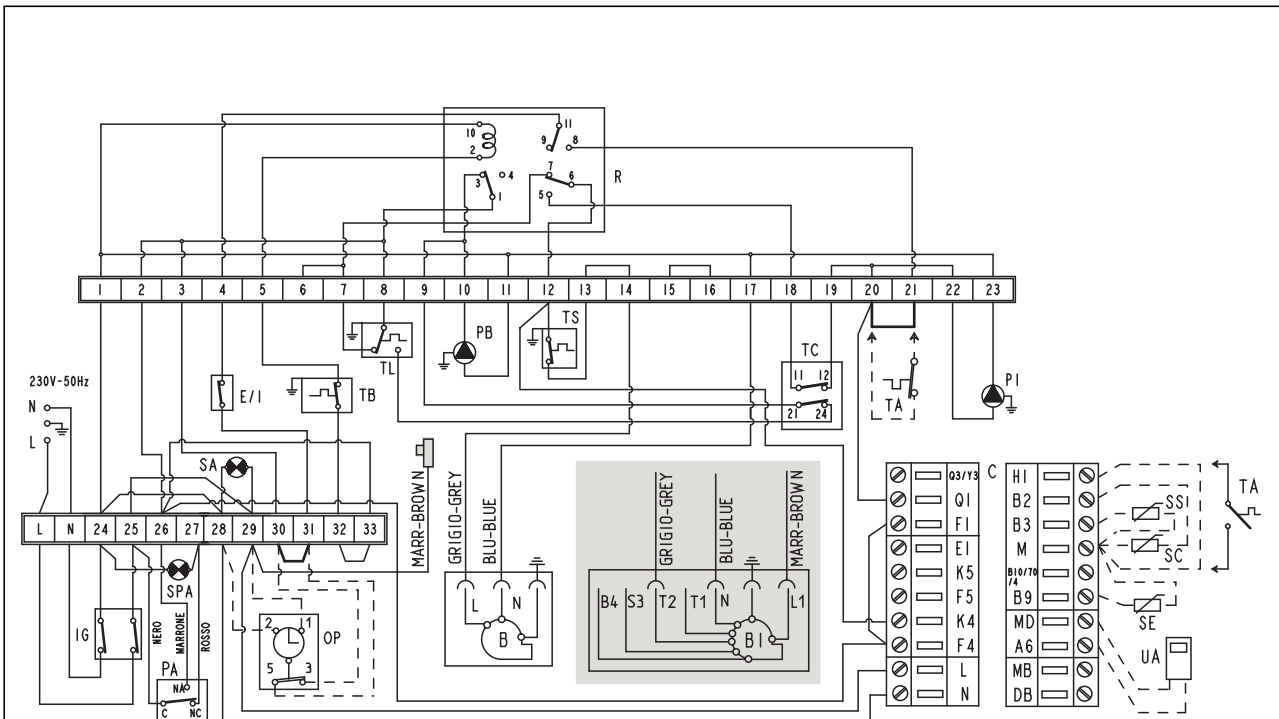 10
2
11
9
8
3
4
1
7
6
5
R
1 2 3 4 5 6 7 8 9 10 11 12 13 14 15 16 17 18 19 20 21 22 23
TS
PB
TL
TC
11 12
21 24
TA
PI
230V-50Hz
N
L
E/I
TB
SA
MARR-BROWN
GRIGIO-GREY
BLU-BLUE
GRIGIO-GREY
BLU-BLUE
MARR-BROWN
L N 24 25 26 27 28 29 30 31 32 33
SPA
IG
NERO
MARRONE
ROSSO
PA
NA
C NC
2 1
OP
5 3
L N
B
B4 S3 T2 T1 N L1
B1
Q3/Y3
Q1
F1
E1
K5
F5
K4
F4
L
N
C
H1
B2
B3
M
B10/70/4
B9
MD
A6
MB
DB
SS1
SC
SE
TA
UA